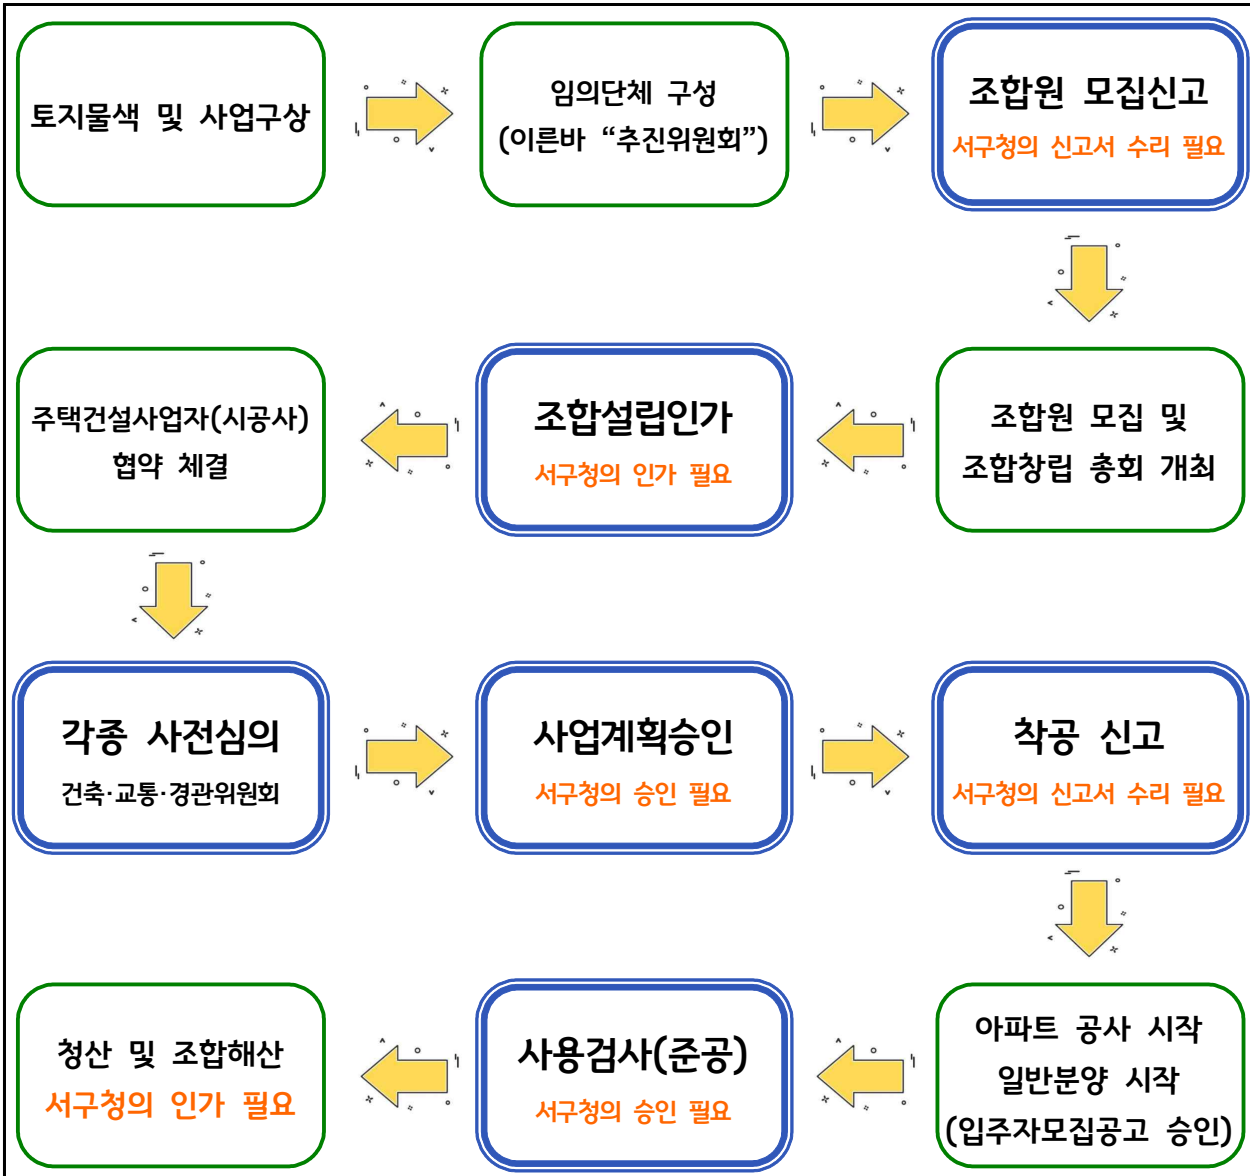 토지물색 및 사업구상
임의단체 구성
(이른바 “추진위원회”)
조합원 모집신고
서구청의 신고서 수리 필요
조합원 모집 및
조합창립 총회 개최
조합설립인가
서구청의 인가 필요
주택건설사업자(시공사)
협약 체결
각종 사전심의
건축·교통·경관위원회
사업계획승인
서구청의 승인 필요
착공 신고
서구청의 신고서 수리 필요
아파트 공사 시작
일반분양 시작
(입주자모집공고 승인)
사용검사(준공)
서구청의 승인 필요
청산 및 조합해산
서구청의 인가 필요